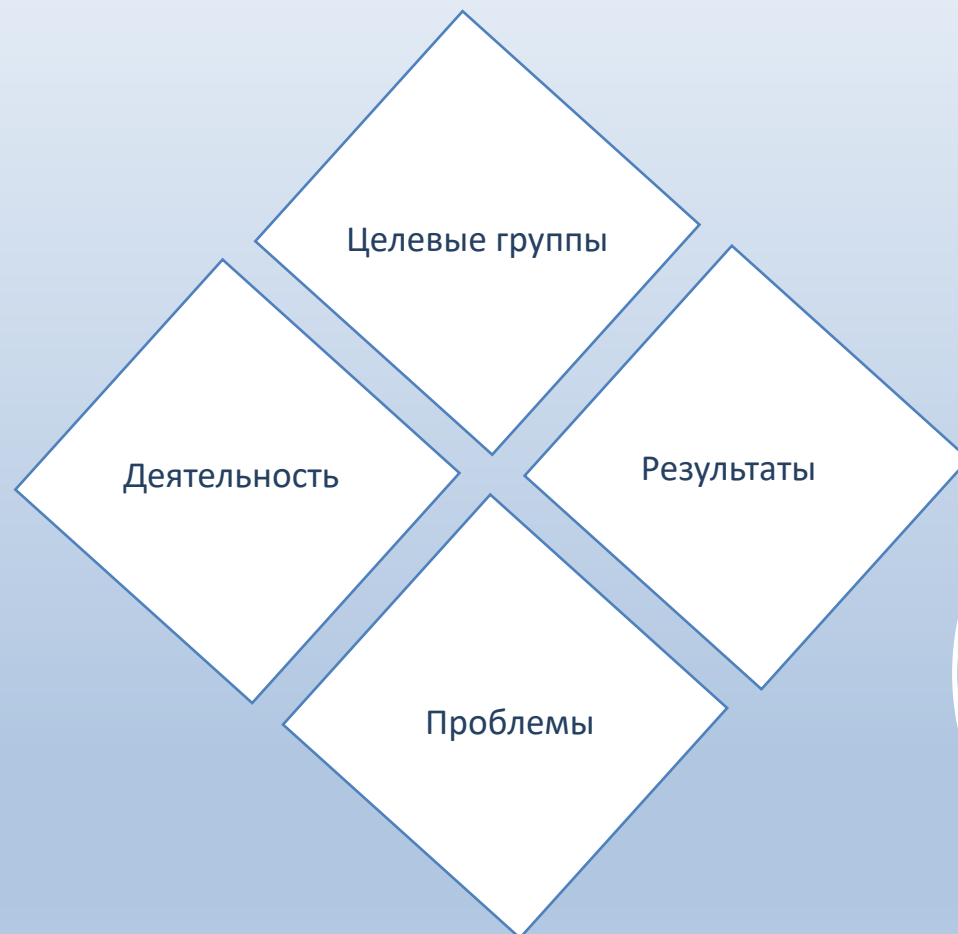 Целевые группы
Деятельность
Результаты
Проблемы